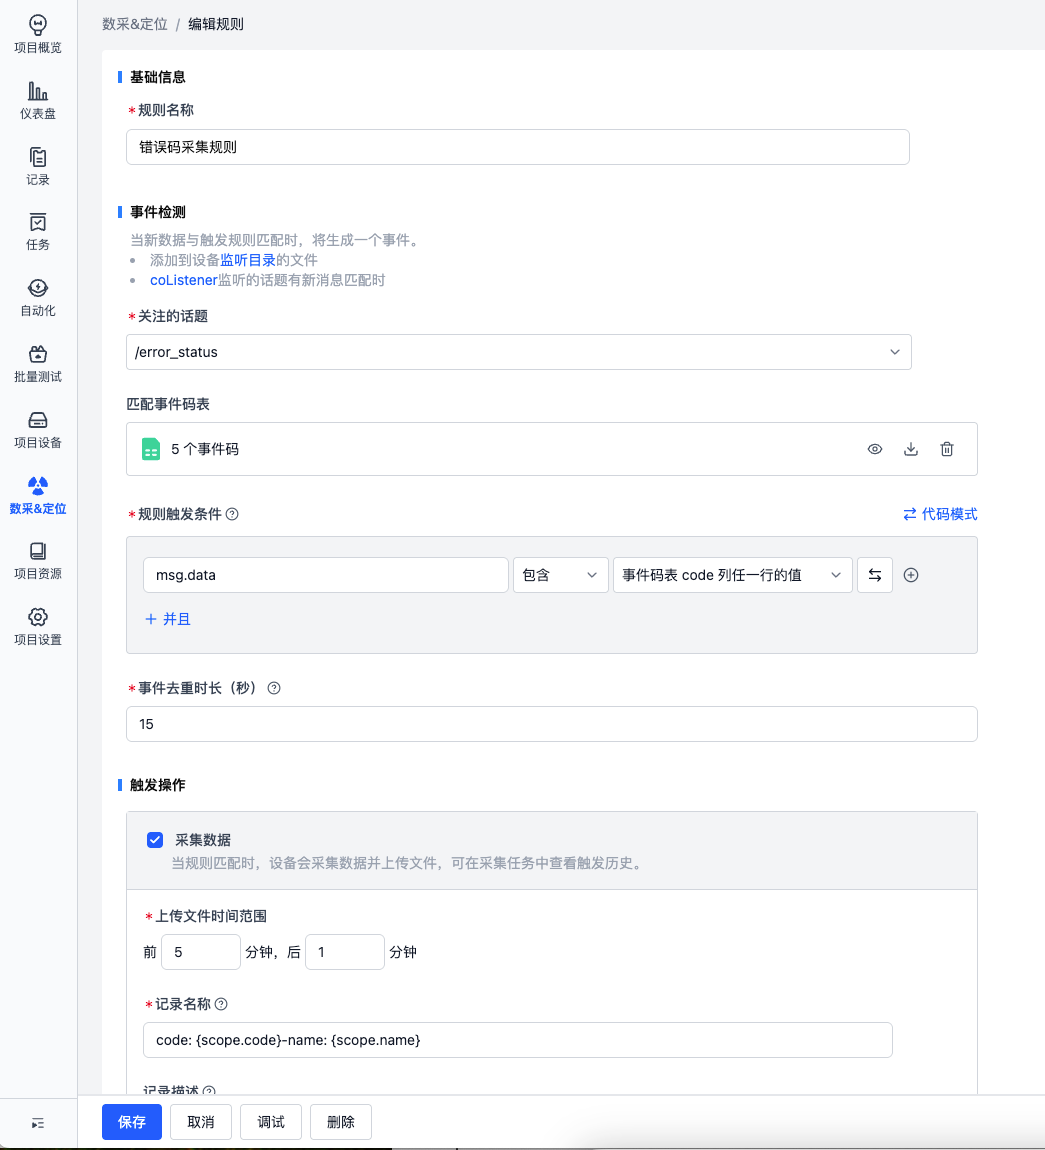 项目概览
仪表盘
记录
任务
自动化
批量测试
项目设备
数采&定位
项目资源
项目设置
数采&定位 / 编辑规则
基础信息
*规则名称
错误码采集规则
事件检测
当新数据与触发规则匹配时，将生成一个事件。
• 添加到设备监听目录的文件
• coListener监听的话题有新消息匹配时
*关注的话题
/error_status
匹配事件码表
5 个事件码
*规则触发条件 代码模式
msg.data 包含 事件码表 code 列任一行的值
+ 并且
*事件去重时长（秒）
15
触发操作
采集数据
当规则匹配时，设备会采集数据并上传文件，可在采集任务中查看触发历史。
*上传文件时间范围
前 5 分钟，后 1 分钟
*记录名称
code: {scope.code}-name: {scope.name}
记录描述
保存 取消 调试 删除